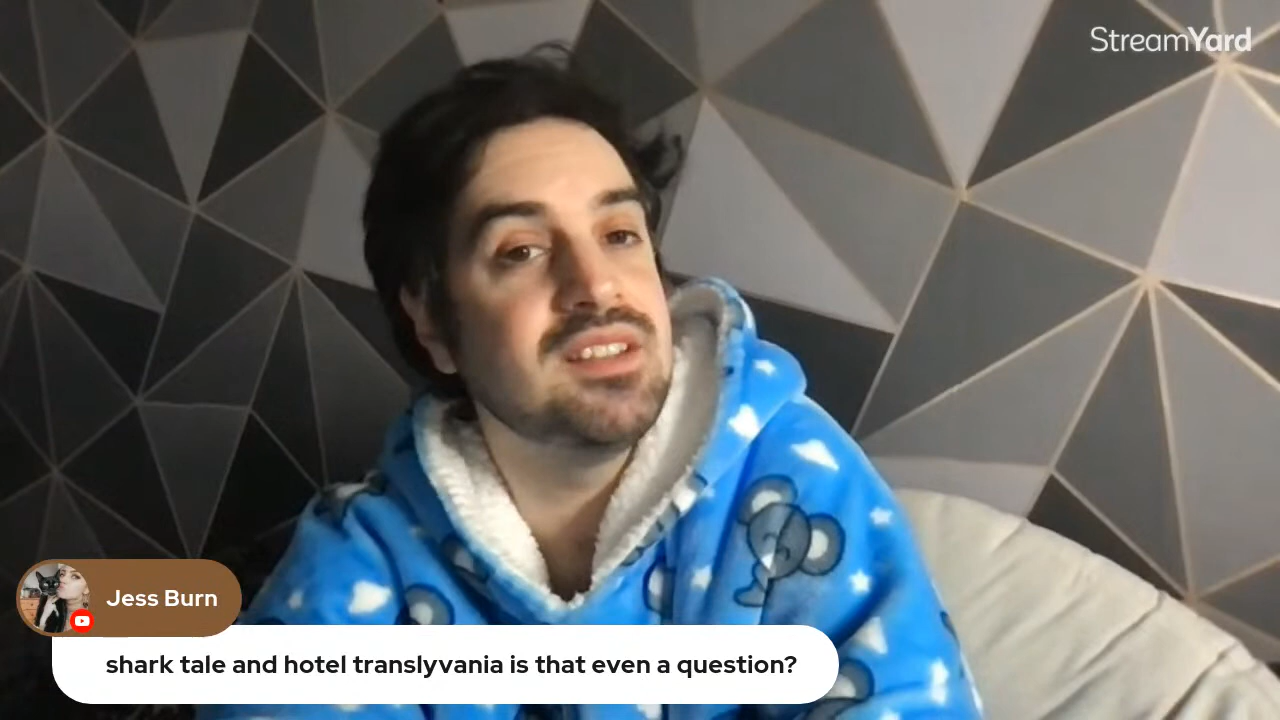 StreamYard
Jess Burn
shark tale and hotel translyvania is that even a question?